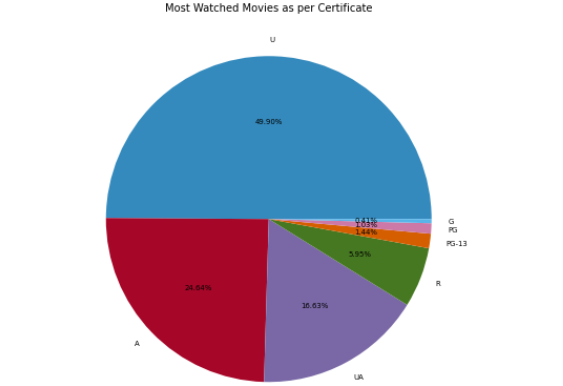 Most Watched Movies as per Certificate
U
49.90%
0.41%
G
1.03%
PG
1.44%
PG-13
5.95%
R
24.64%
16.63%
A
UA